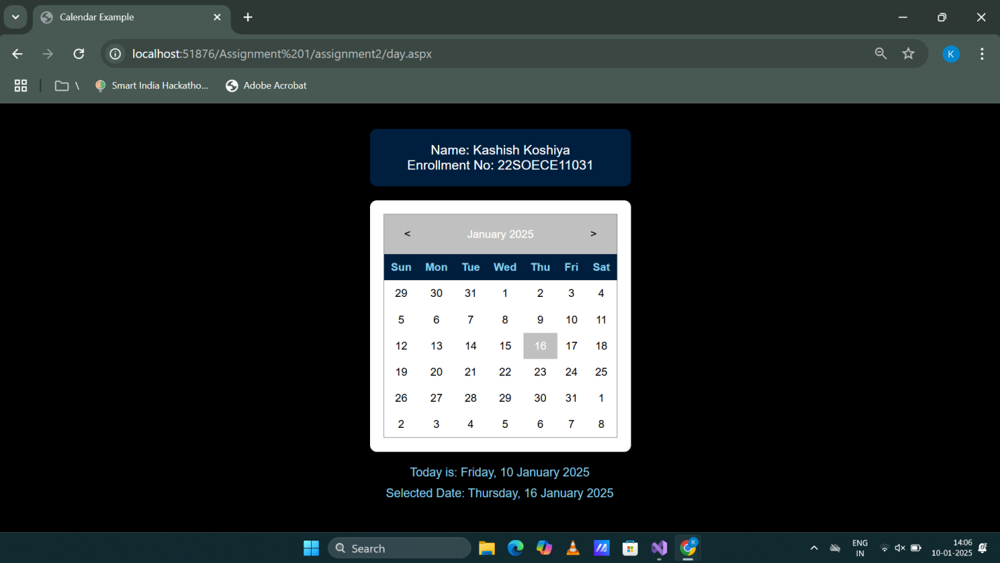 Calendar Example
localhost:51876/Assignment%201/assignment2/day.aspx
K
\ Smart India Hackatho... Adobe Acrobat
Name: Kashish Koshiya
Enrollment No: 22SOECE11031
< January 2025 >
Sun Mon Tue Wed Thu Fri Sat
29 30 31 1 2 3 4
5 6 7 8 9 10 11
12 13 14 15 16 17 18
19 20 21 22 23 24 25
26 27 28 29 30 31 1
2 3 4 5 6 7 8
Today is: Friday, 10 January 2025
Selected Date: Thursday, 16 January 2025
Search
K
ENG
IN
14:06
10-01-2025